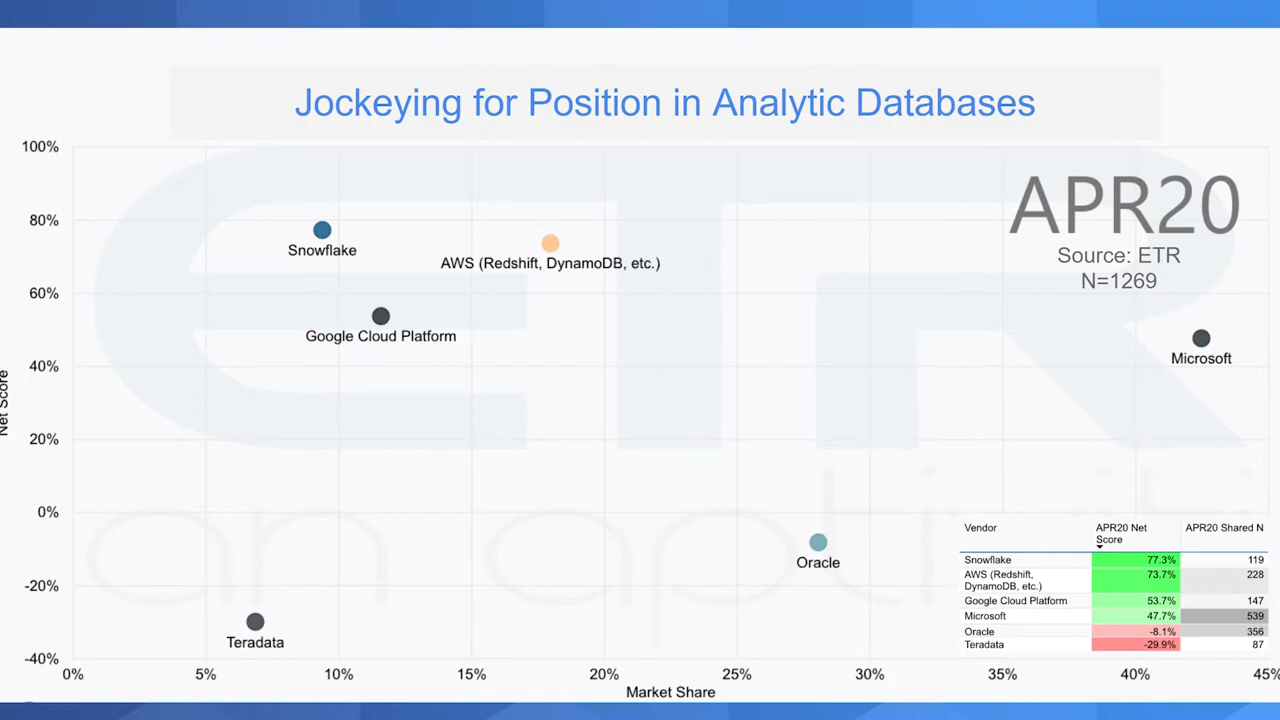 Jockeying for Position in Analytic Databases
100%
80%
60%
40%
20%
0%
-20%
-40%
Net Score
APR20
Source: ETR
N=1269
Snowflake
AWS (Redshift, DynamoDB, etc.)
Google Cloud Platform
Microsoft
Oracle
Teradata
Vendor APR20 Net Score APR20 Shared N
Snowflake 77.3% 119
AWS (Redshift, DynamoDB, etc.) 73.7% 228
Google Cloud Platform 53.7% 147
Microsoft 47.7% 539
Oracle -8.1% 356
Teradata -29.9% 87
0% 5% 10% 15% 20% 25% 30% 35% 40% 45%
Market Share
ETR